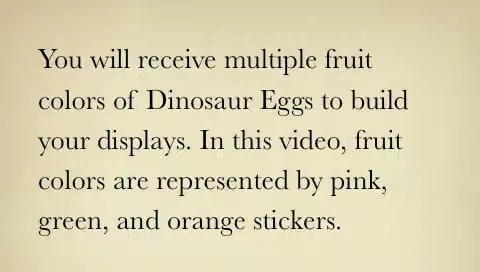 You will receive multiple fruit
colors of Dinosaur Eggs to build
your displays. In this video, fruit
colors are represented by pink,
green, and orange stickers.